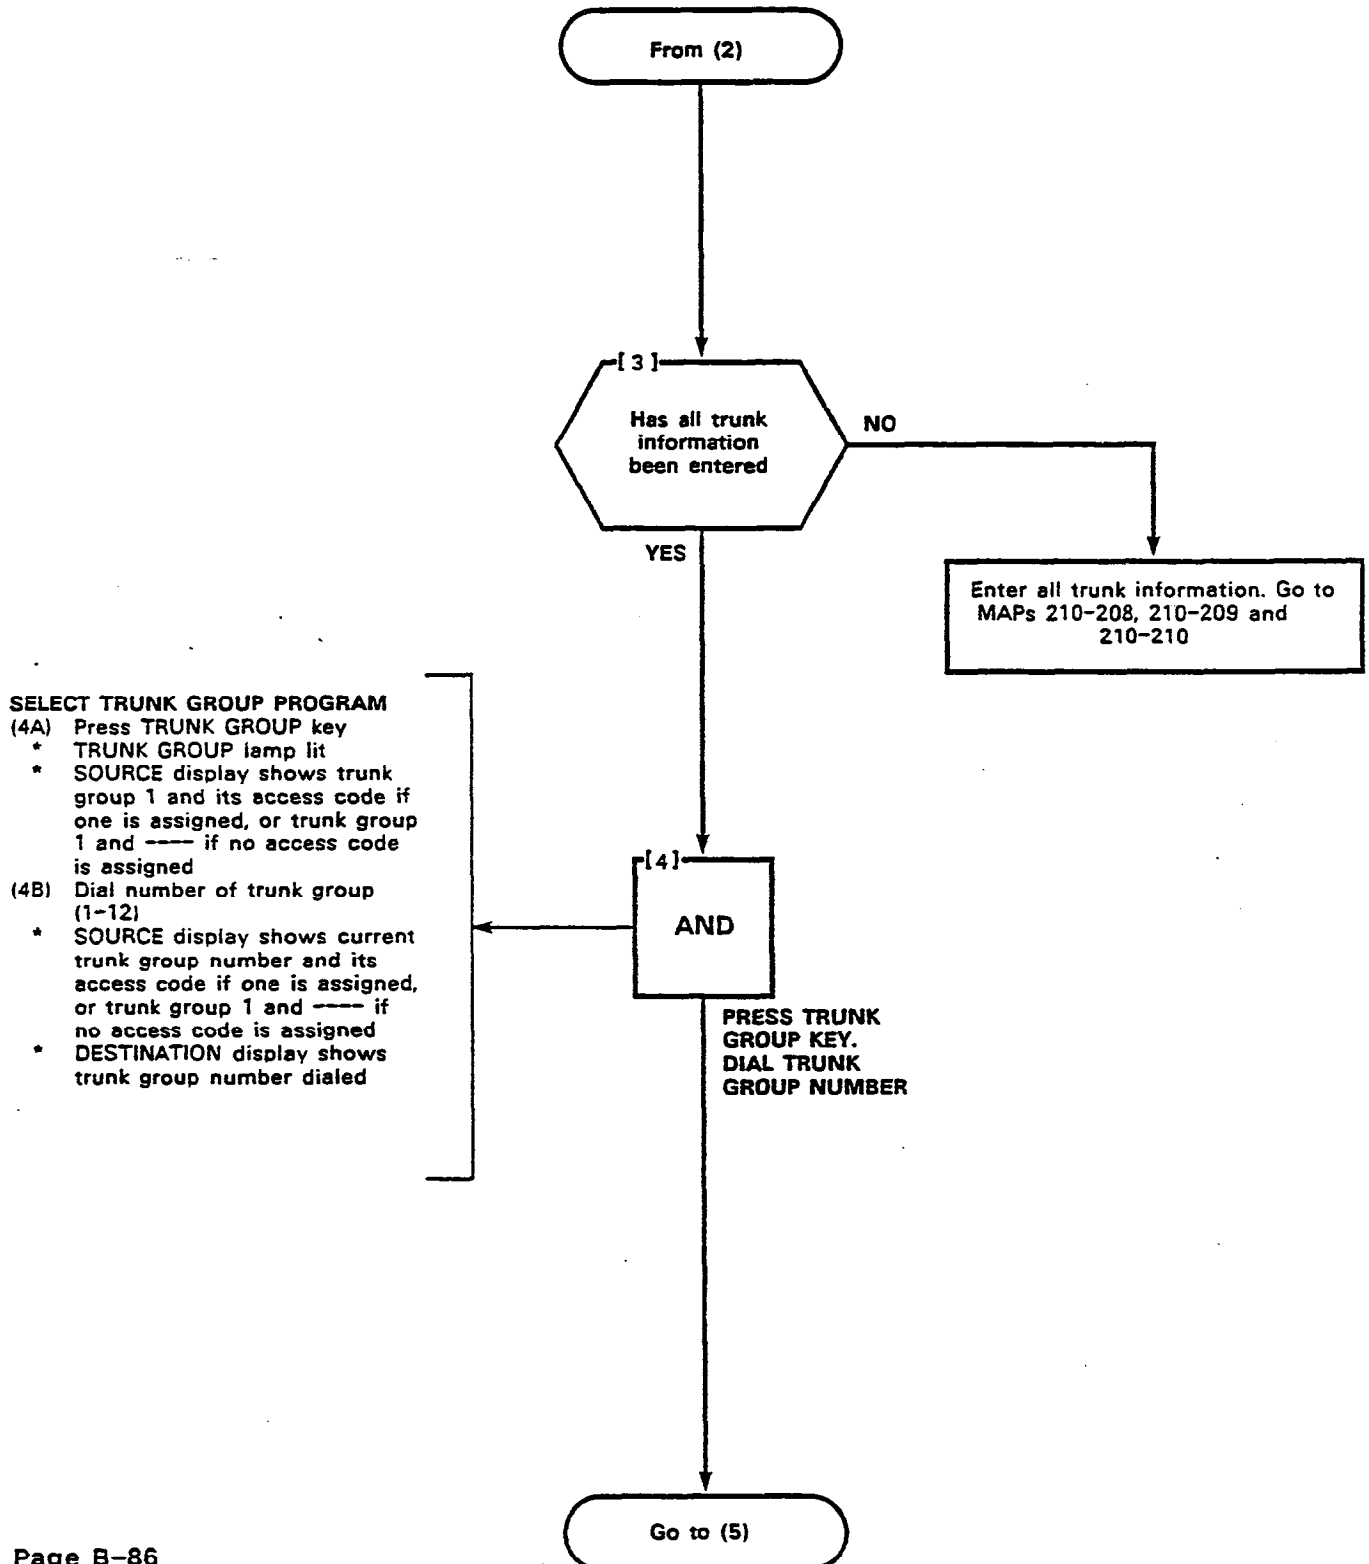 From (2)
[3]
Has all trunk
information
been entered
NO
YES
Enter all trunk information. Go to
MAPs 210-208, 210-209 and
210-210
SELECT TRUNK GROUP PROGRAM
(4A) Press TRUNK GROUP key
* TRUNK GROUP lamp lit
* SOURCE display shows trunk
group 1 and its access code if
one is assigned, or trunk group
1 and ---- if no access code
is assigned
(4B) Dial number of trunk group
(1-12)
* SOURCE display shows current
trunk group number and its
access code if one is assigned,
or trunk group 1 and ---- if
no access code is assigned
* DESTINATION display shows
trunk group number dialed
[4]
AND
PRESS TRUNK
GROUP KEY.
DIAL TRUNK
GROUP NUMBER
Go to (5)
Page B-86